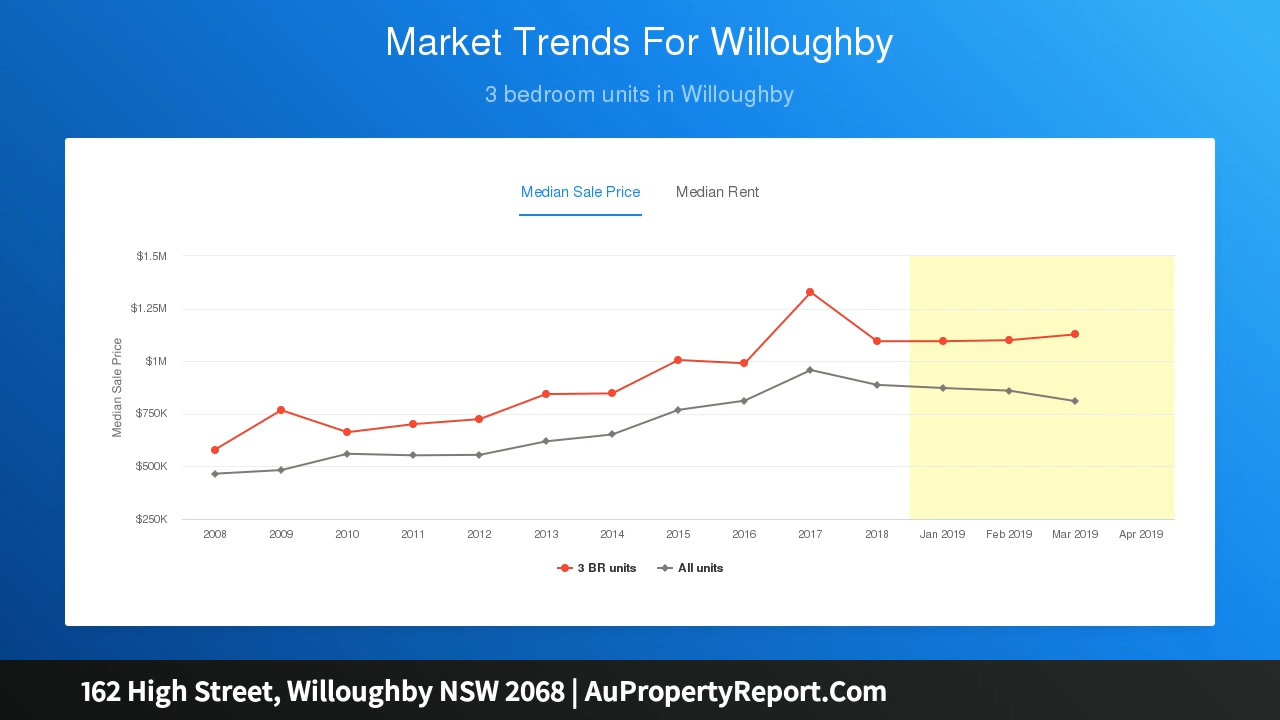 Market Trends For Willoughby
3 bedroom units in Willoughby
Median Sale Price Median Rent
$1.5M
$1.25M
$1M
$750K
$500K
$250K
Median Sale Price
2008 2009 2010 2011 2012 2013 2014 2015 2016 2017 2018 Jan 2019 Feb 2019 Mar 2019 Apr 2019
3 BR units All units
162 High Street, Willoughby NSW 2068 | AuPropertyReport.Com